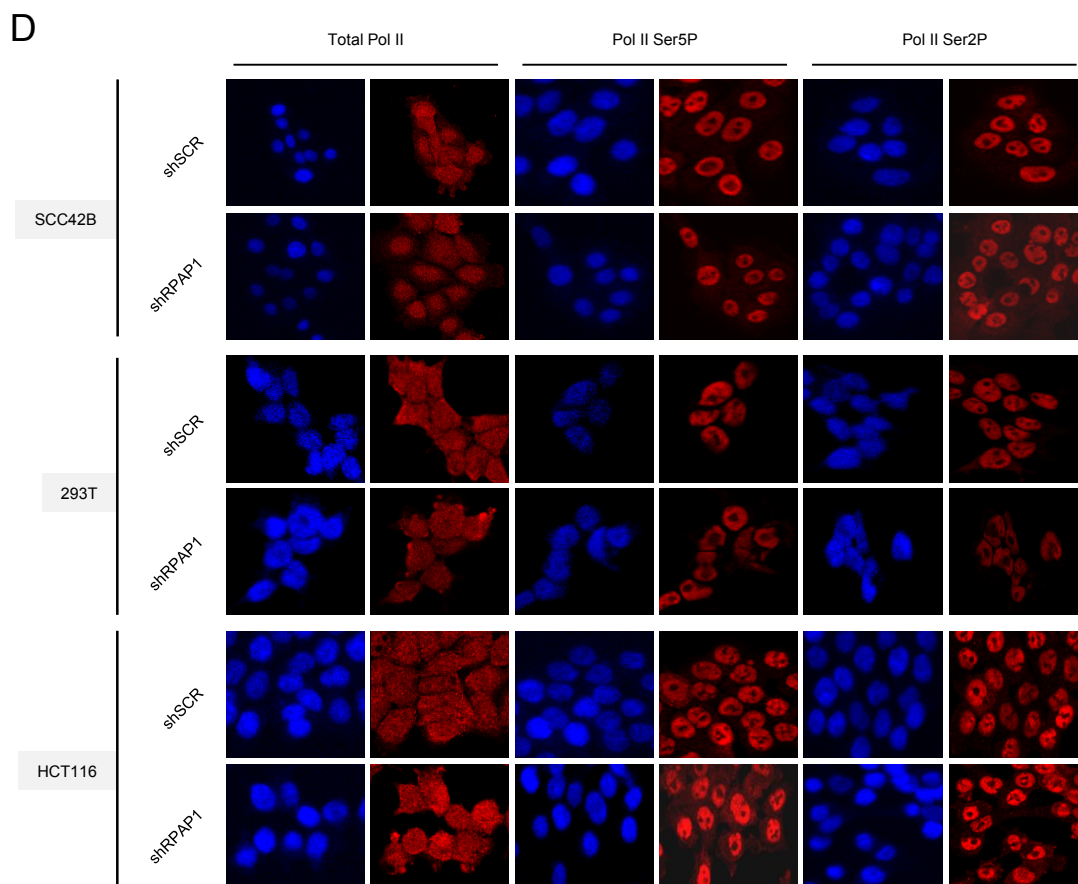 D
Total Pol II
Pol II Ser5P
Pol II Ser2P
SCC42B
shSCR
shRPAP1
293T
shSCR
shRPAP1
HCT116
shSCR
shRPAP1